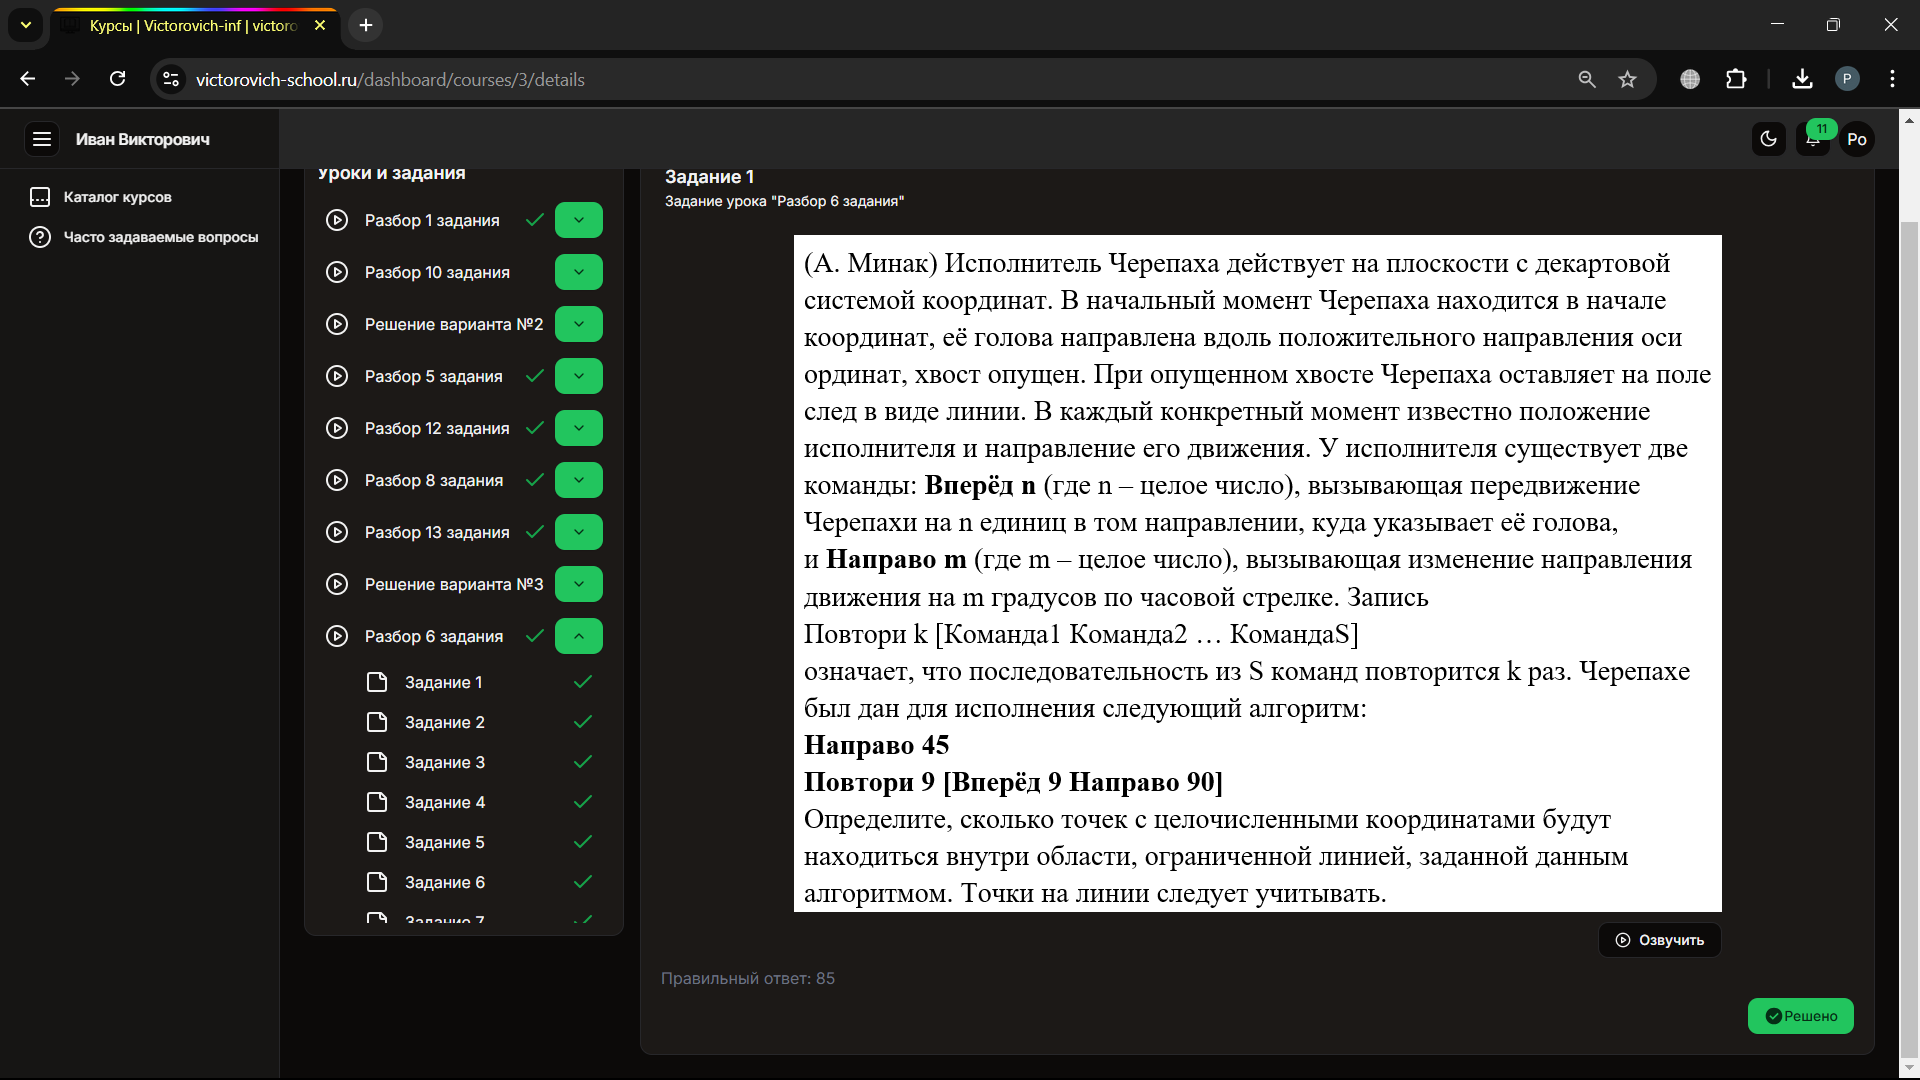 Курсы | Victorovich-inf | victoro
victorovich-school.ru/dashboard/courses/3/details
P
Иван Викторович
11
Po
Каталог курсов
Часто задаваемые вопросы
Уроки и задания
Разбор 1 задания
Разбор 10 задания
Решение варианта №2
Разбор 5 задания
Разбор 12 задания
Разбор 8 задания
Разбор 13 задания
Решение варианта №3
Разбор 6 задания
Задание 1
Задание 2
Задание 3
Задание 4
Задание 5
Задание 6
Задание 7
Задание 1
Задание урока "Разбор 6 задания"
(А. Минак) Исполнитель Черепаха действует на плоскости с декартовой
системой координат. В начальный момент Черепаха находится в начале
координат, её голова направлена вдоль положительного направления оси
ординат, хвост опущен. При опущенном хвосте Черепаха оставляет на поле
след в виде линии. В каждый конкретный момент известно положение
исполнителя и направление его движения. У исполнителя существует две
команды: Вперёд n (где n – целое число), вызывающая передвижение
Черепахи на n единиц в том направлении, куда указывает её голова,
и Направо m (где m – целое число), вызывающая изменение направления
движения на m градусов по часовой стрелке. Запись
Повтори k [Команда1 Команда2 … КомандаS]
означает, что последовательность из S команд повторится k раз. Черепахе
был дан для исполнения следующий алгоритм:
Направо 45
Повтори 9 [Вперёд 9 Направо 90]
Определите, сколько точек с целочисленными координатами будут
находиться внутри области, ограниченной линией, заданной данным
алгоритмом. Точки на линии следует учитывать.
Озвучить
Правильный ответ: 85
Решено